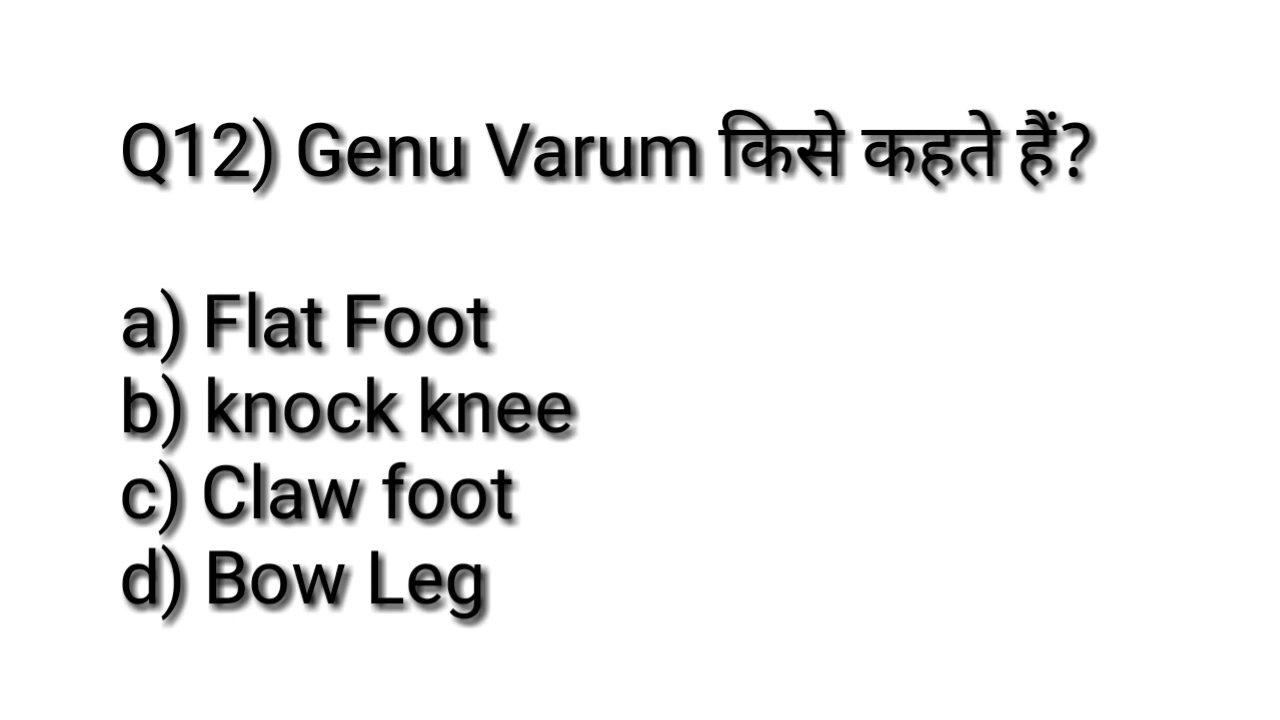 Q12) Genu Varum किसे कहते हैं?
a) Flat Foot
b) knock knee
c) Claw foot
d) Bow Leg